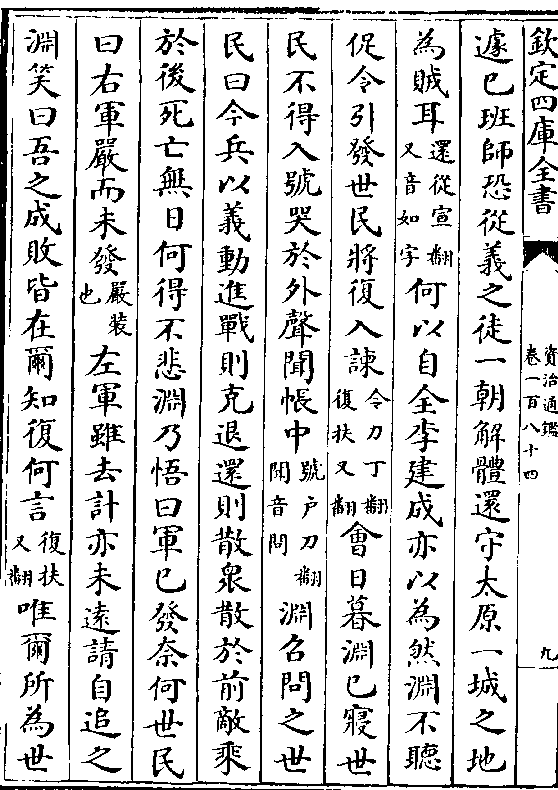 欽定四庫全書
資治通鑑
卷一百八十四
九
遽已班師恐從義之徒一朝解體還守太原一城之地
為賊耳還從宣翻又音如字何以自全李建成亦以為然淵不聽
促令引發世民將復入諫令力丁翻復扶又翻會日暮淵已寢世
民不得入號哭於外聲聞帳中號戶刀翻聞音問淵召問之世
民曰今兵以義動進戰則克退還則散衆散於前敵乘
於後死亡無日何得不悲淵乃悟曰軍已發奈何世民
曰右軍嚴而未發嚴裝也左軍雖去計亦未遠請自追之
淵笑曰吾之成敗皆在爾知復何言復扶又翻唯爾所為世